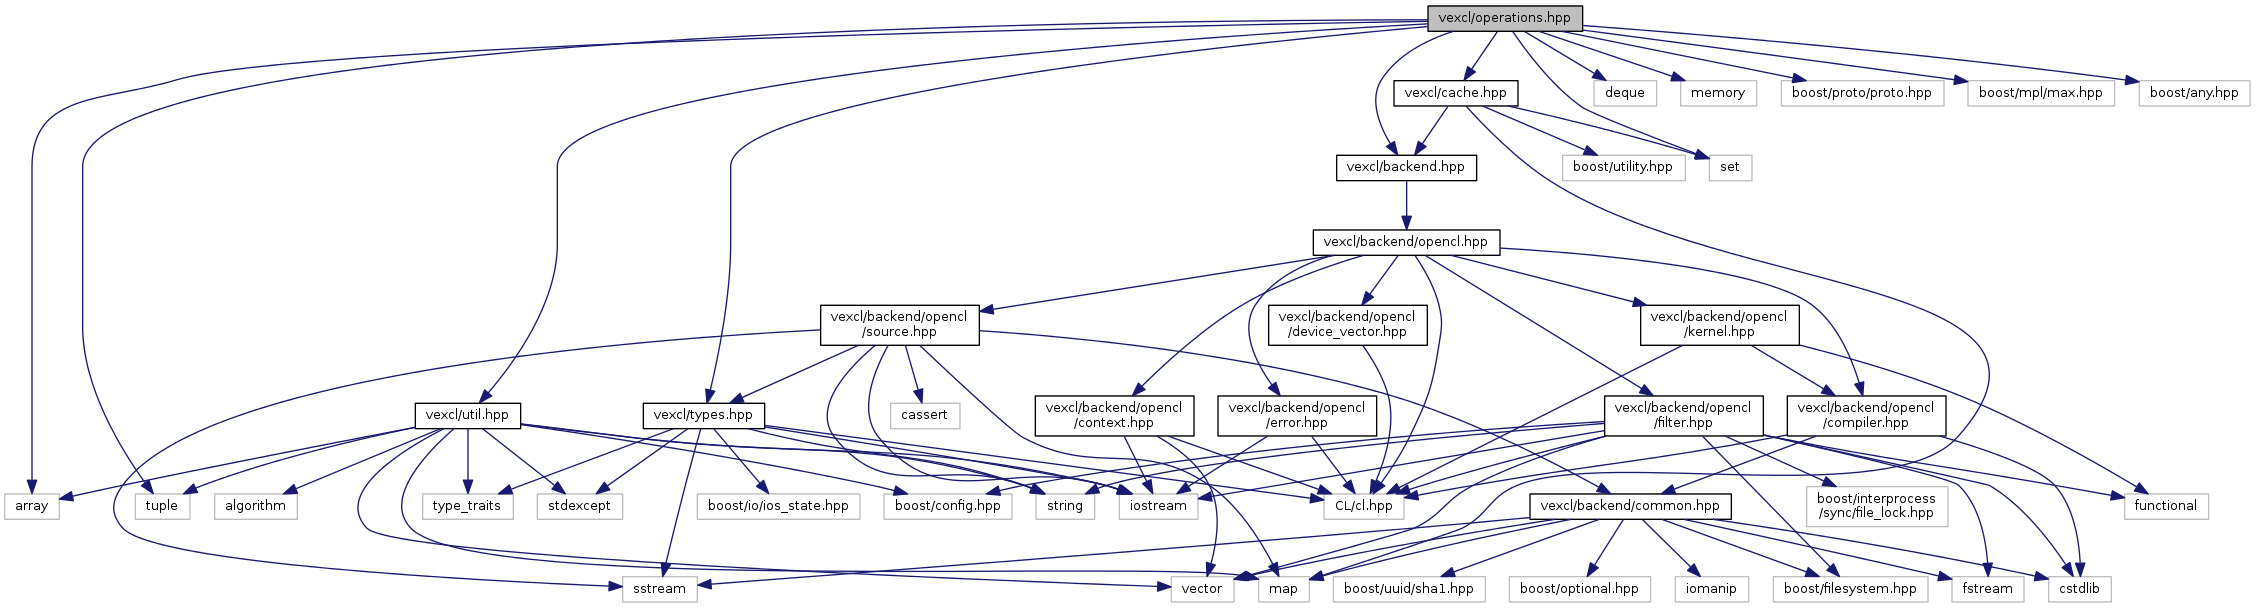 vexcl/operations.hpp
vexcl/cache.hpp
deque
memory
boost/proto/proto.hpp
boost/mpl/max.hpp
boost/any.hpp
vexcl/backend.hpp
boost/utility.hpp
set
vexcl/backend/opencl.hpp
vexcl/backend/opencl
/source.hpp
vexcl/backend/opencl
/device_vector.hpp
vexcl/backend/opencl
/kernel.hpp
vexcl/util.hpp
vexcl/types.hpp
cassert
vexcl/backend/opencl
/context.hpp
vexcl/backend/opencl
/error.hpp
vexcl/backend/opencl
/filter.hpp
vexcl/backend/opencl
/compiler.hpp
array
tuple
algorithm
type_traits
stdexcept
boost/io/ios_state.hpp
boost/config.hpp
string
iostream
CL/cl.hpp
vexcl/backend/common.hpp
boost/interprocess
/sync/file_lock.hpp
functional
sstream
vector
map
boost/uuid/sha1.hpp
boost/optional.hpp
iomanip
boost/filesystem.hpp
fstream
cstdlib